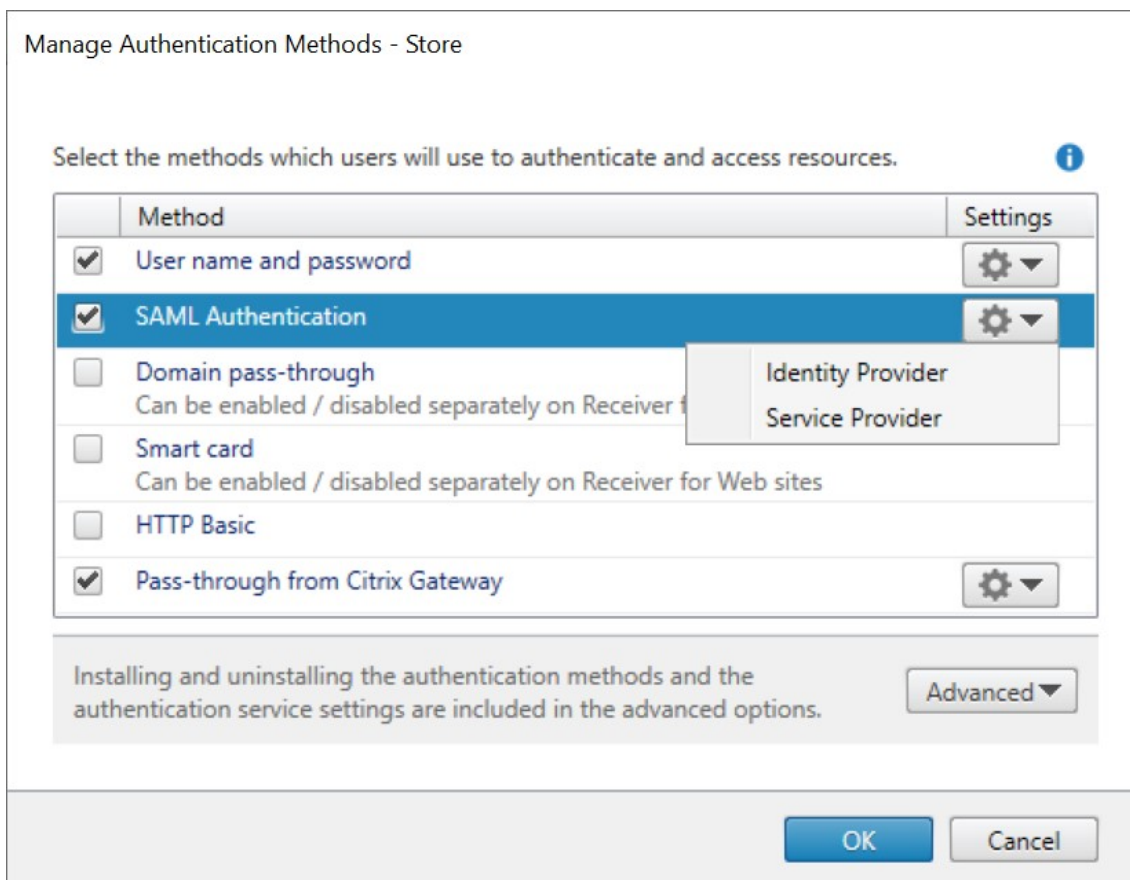 Manage Authentication Methods - Store
Select the methods which users will use to authenticate and access resources.
Method Settings
User name and password
SAML Authentication
Identity Provider
Service Provider
Domain pass-through
Can be enabled / disabled separately on Receiver
Smart card
Can be enabled / disabled separately on Receiver for Web sites
HTTP Basic
Pass-through from Citrix Gateway
Installing and uninstalling the authentication methods and the
authentication service settings are included in the advanced options.
Advanced
OK Cancel